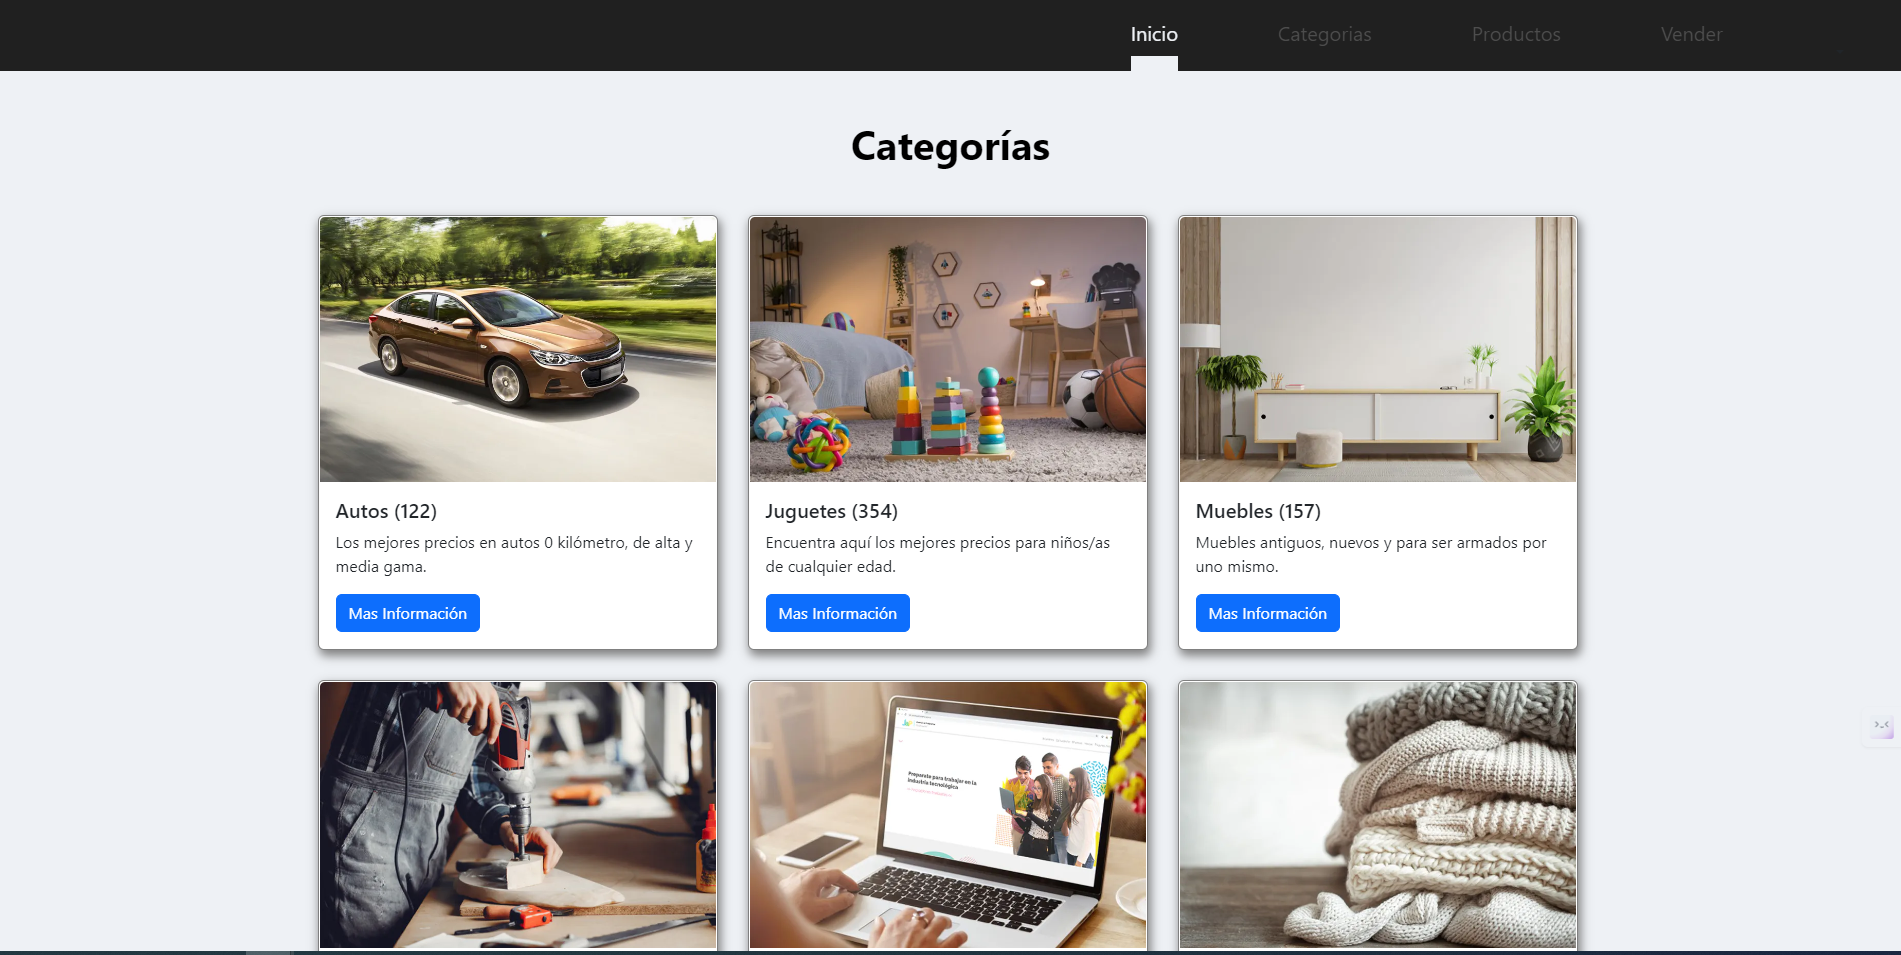 Inicio
Categorias
Productos
Vender
Categorías
Autos (122)
Los mejores precios en autos 0 kilómetro, de alta y
media gama.
Mas Información
Juguetes (354)
Encuentra aquí los mejores precios para niños/as
de cualquier edad.
Mas Información
Muebles (157)
Muebles antiguos, nuevos y para ser armados por
uno mismo.
Mas Información
Preparate para trabajar en la
industria tecnológica